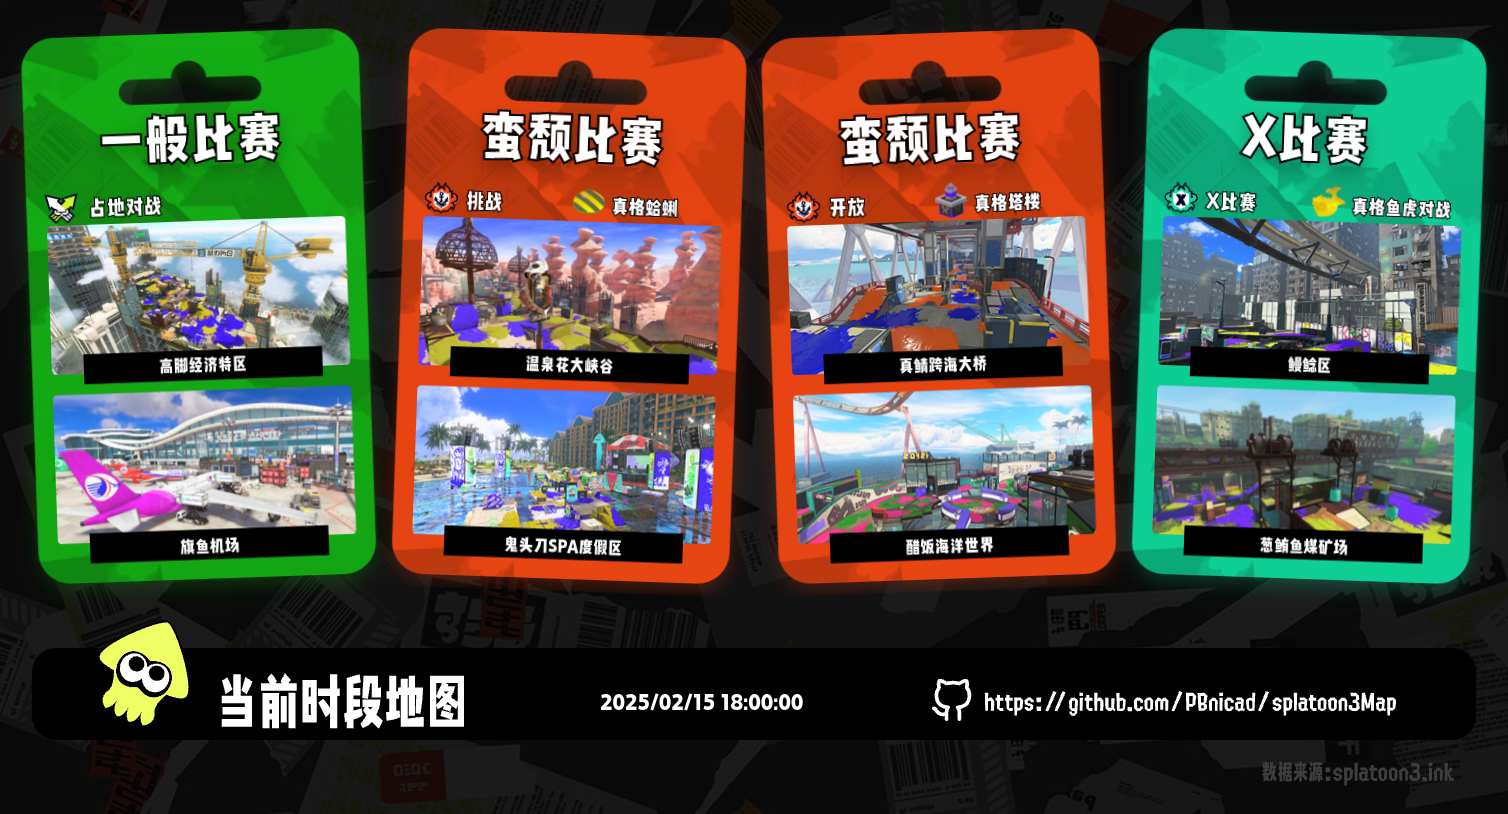 一般比赛
占地对战
高脚经济特区
旗鱼机场
蛮颓比赛
挑战
真格蛤蜊
温泉花大峡谷
鬼头刀SPA度假区
蛮颓比赛
开放
真格塔楼
真鲭跨海大桥
醋饭海洋世界
X比赛
X比赛
真格鱼虎对战
鳗鲶区
葱鲔鱼煤矿场
当前时段地图
2025/02/15 18:00:00
https://github.com/PBnicad/splatoon3Map
数据来源:splatoon3.ink